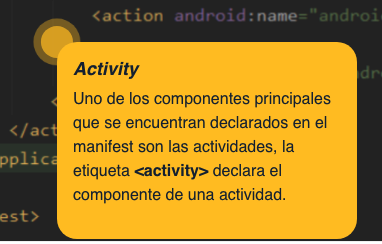 <action android:name="androi
Activity
Uno de los componentes principales
que se encuentran declarados en el
manifest son las actividades, la
etiqueta <activity> declara el
componente de una actividad.
</act
pplica
est>